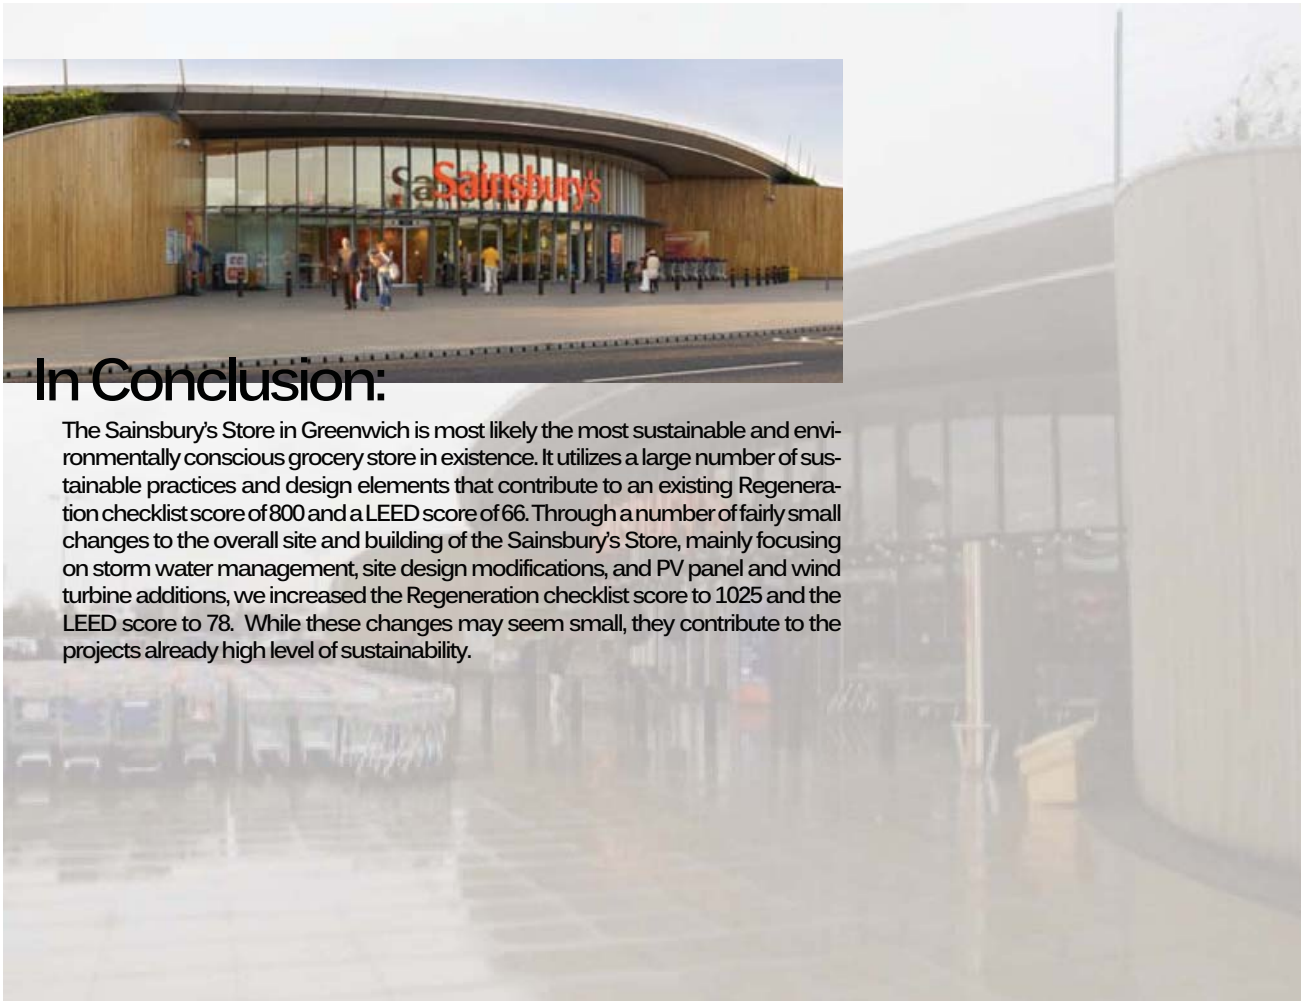 Sainsbury's
In Conclusion:
The Sainsbury's Store in Greenwich is most likely the most sustainable and envi-
ronmentally conscious grocery store in existence. It utilizes a large number of sus-
tainable practices and design elements that contribute to an existing Regenera-
tion checklist score of 800 and a LEED score of 66. Through a number of fairly small
changes to the overall site and building of the Sainsbury's Store, mainly focusing
on storm water management, site design modifications, and PV panel and wind
turbine additions, we increased the Regeneration checklist score to 1025 and the
LEED score to 78.  While these changes may seem small, they contribute to the
projects already high level of sustainability.